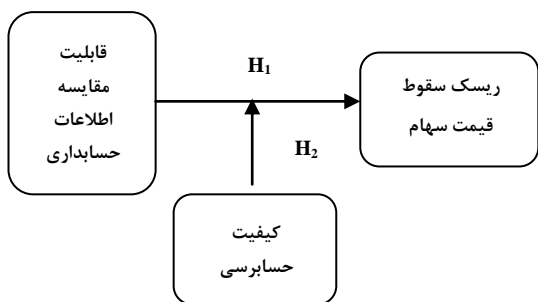 قابلیت
مقایسه
اطلاعات
حسابداری
H₁
ریسک سقوط
قیمت سهام
H₂
کیفیت
حسابرسی